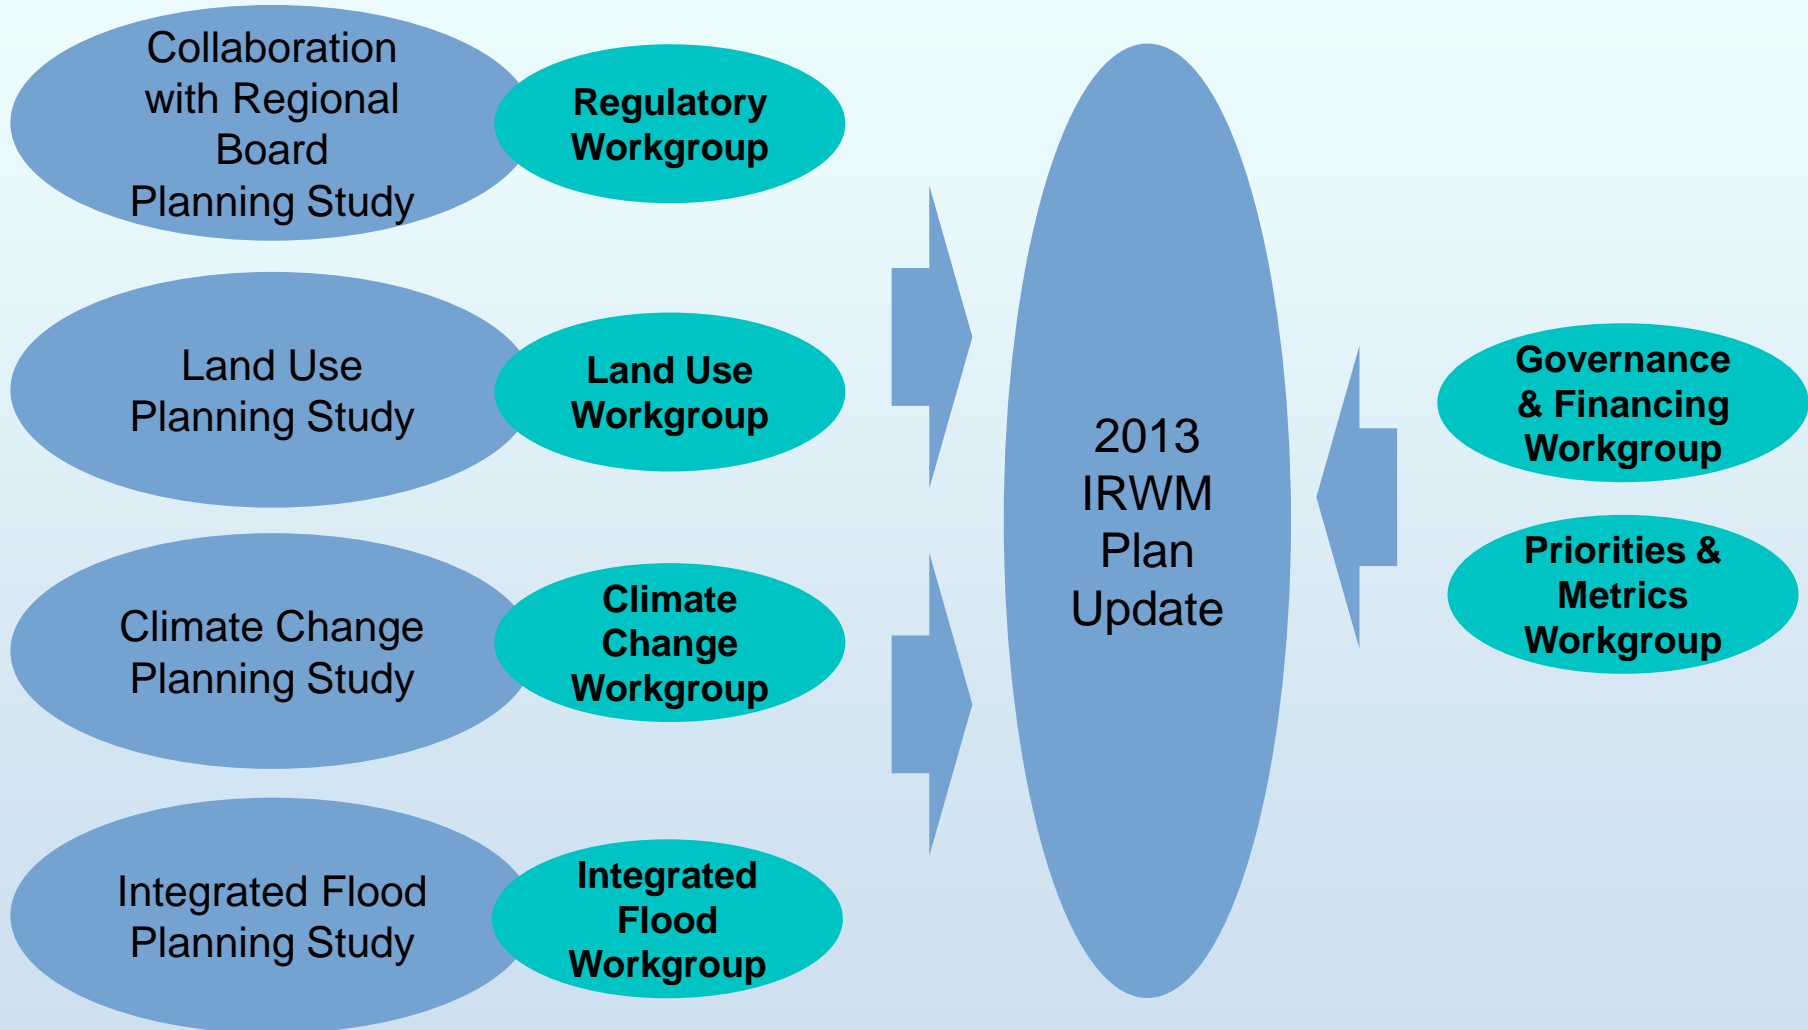 Collaboration
with Regional
Board
Planning Study
Regulatory
Workgroup
Land Use
Planning Study
Land Use
Workgroup
Climate Change
Planning Study
Climate
Change
Workgroup
Integrated Flood
Planning Study
Integrated
Flood
Workgroup
2013
IRWM
Plan
Update
Governance
& Financing
Workgroup
Priorities &
Metrics
Workgroup